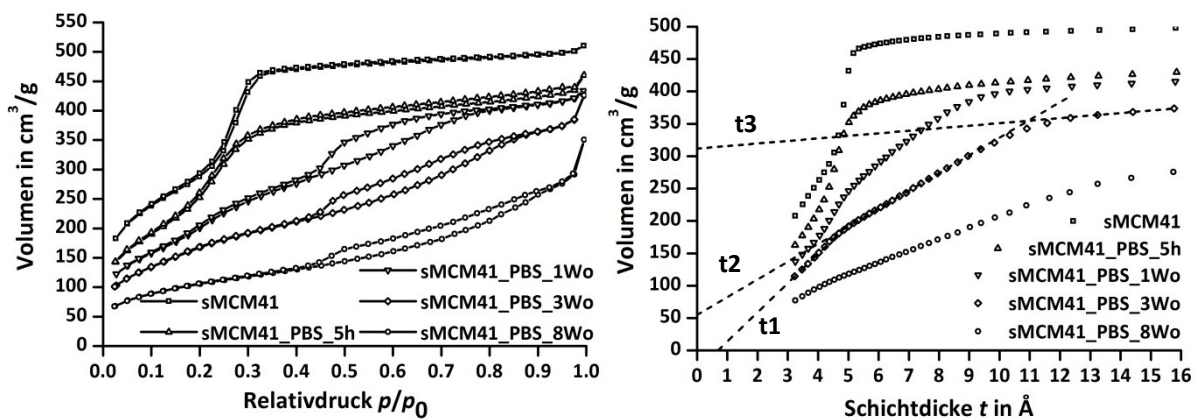 550
500
450
400
350
300
250
200
150
100
50
0
Volumen in cm³/g
sMCM41_PBS_1Wo
sMCM41 sMCM41_PBS_3Wo
sMCM41_PBS_5h sMCM41_PBS_8Wo
0.0 0.1 0.2 0.3 0.4 0.5 0.6 0.7 0.8 0.9 1.0
Relativdruck p/p₀
500
450
400
350
300
250
200
150
100
50
0
Volumen in cm³/g
t3
t2
t1
sMCM41
sMCM41_PBS_5h
sMCM41_PBS_1Wo
sMCM41_PBS_3Wo
sMCM41_PBS_8Wo
0 1 2 3 4 5 6 7 8 9 10 11 12 13 14 15 16
Schichtdicke t in Å